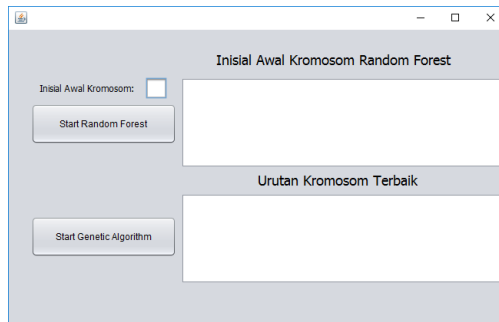 Inisial Awal Kromosom Random Forest
Inisial Awal Kromosom:
Start Random Forest
Urutan Kromosom Terbaik
Start Genetic Algorithm